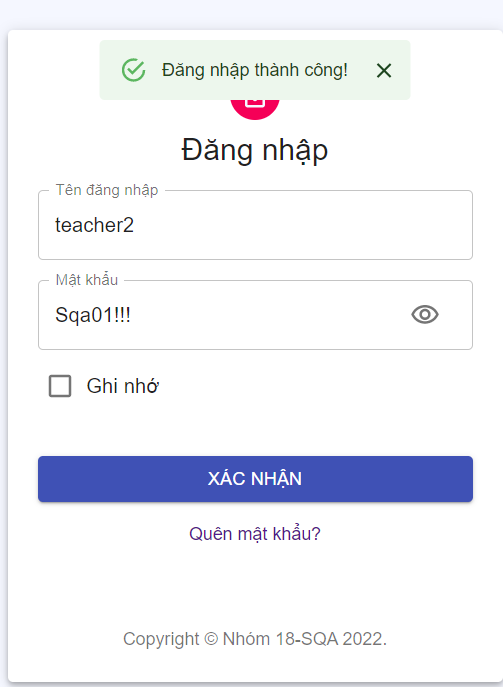 Đăng nhập thành công!
Đăng nhập
Tên đăng nhập
teacher2
Mật khẩu
Sqa01!!!
Ghi nhớ
XÁC NHẬN
Quên mật khẩu?
Copyright © Nhóm 18-SQA 2022.